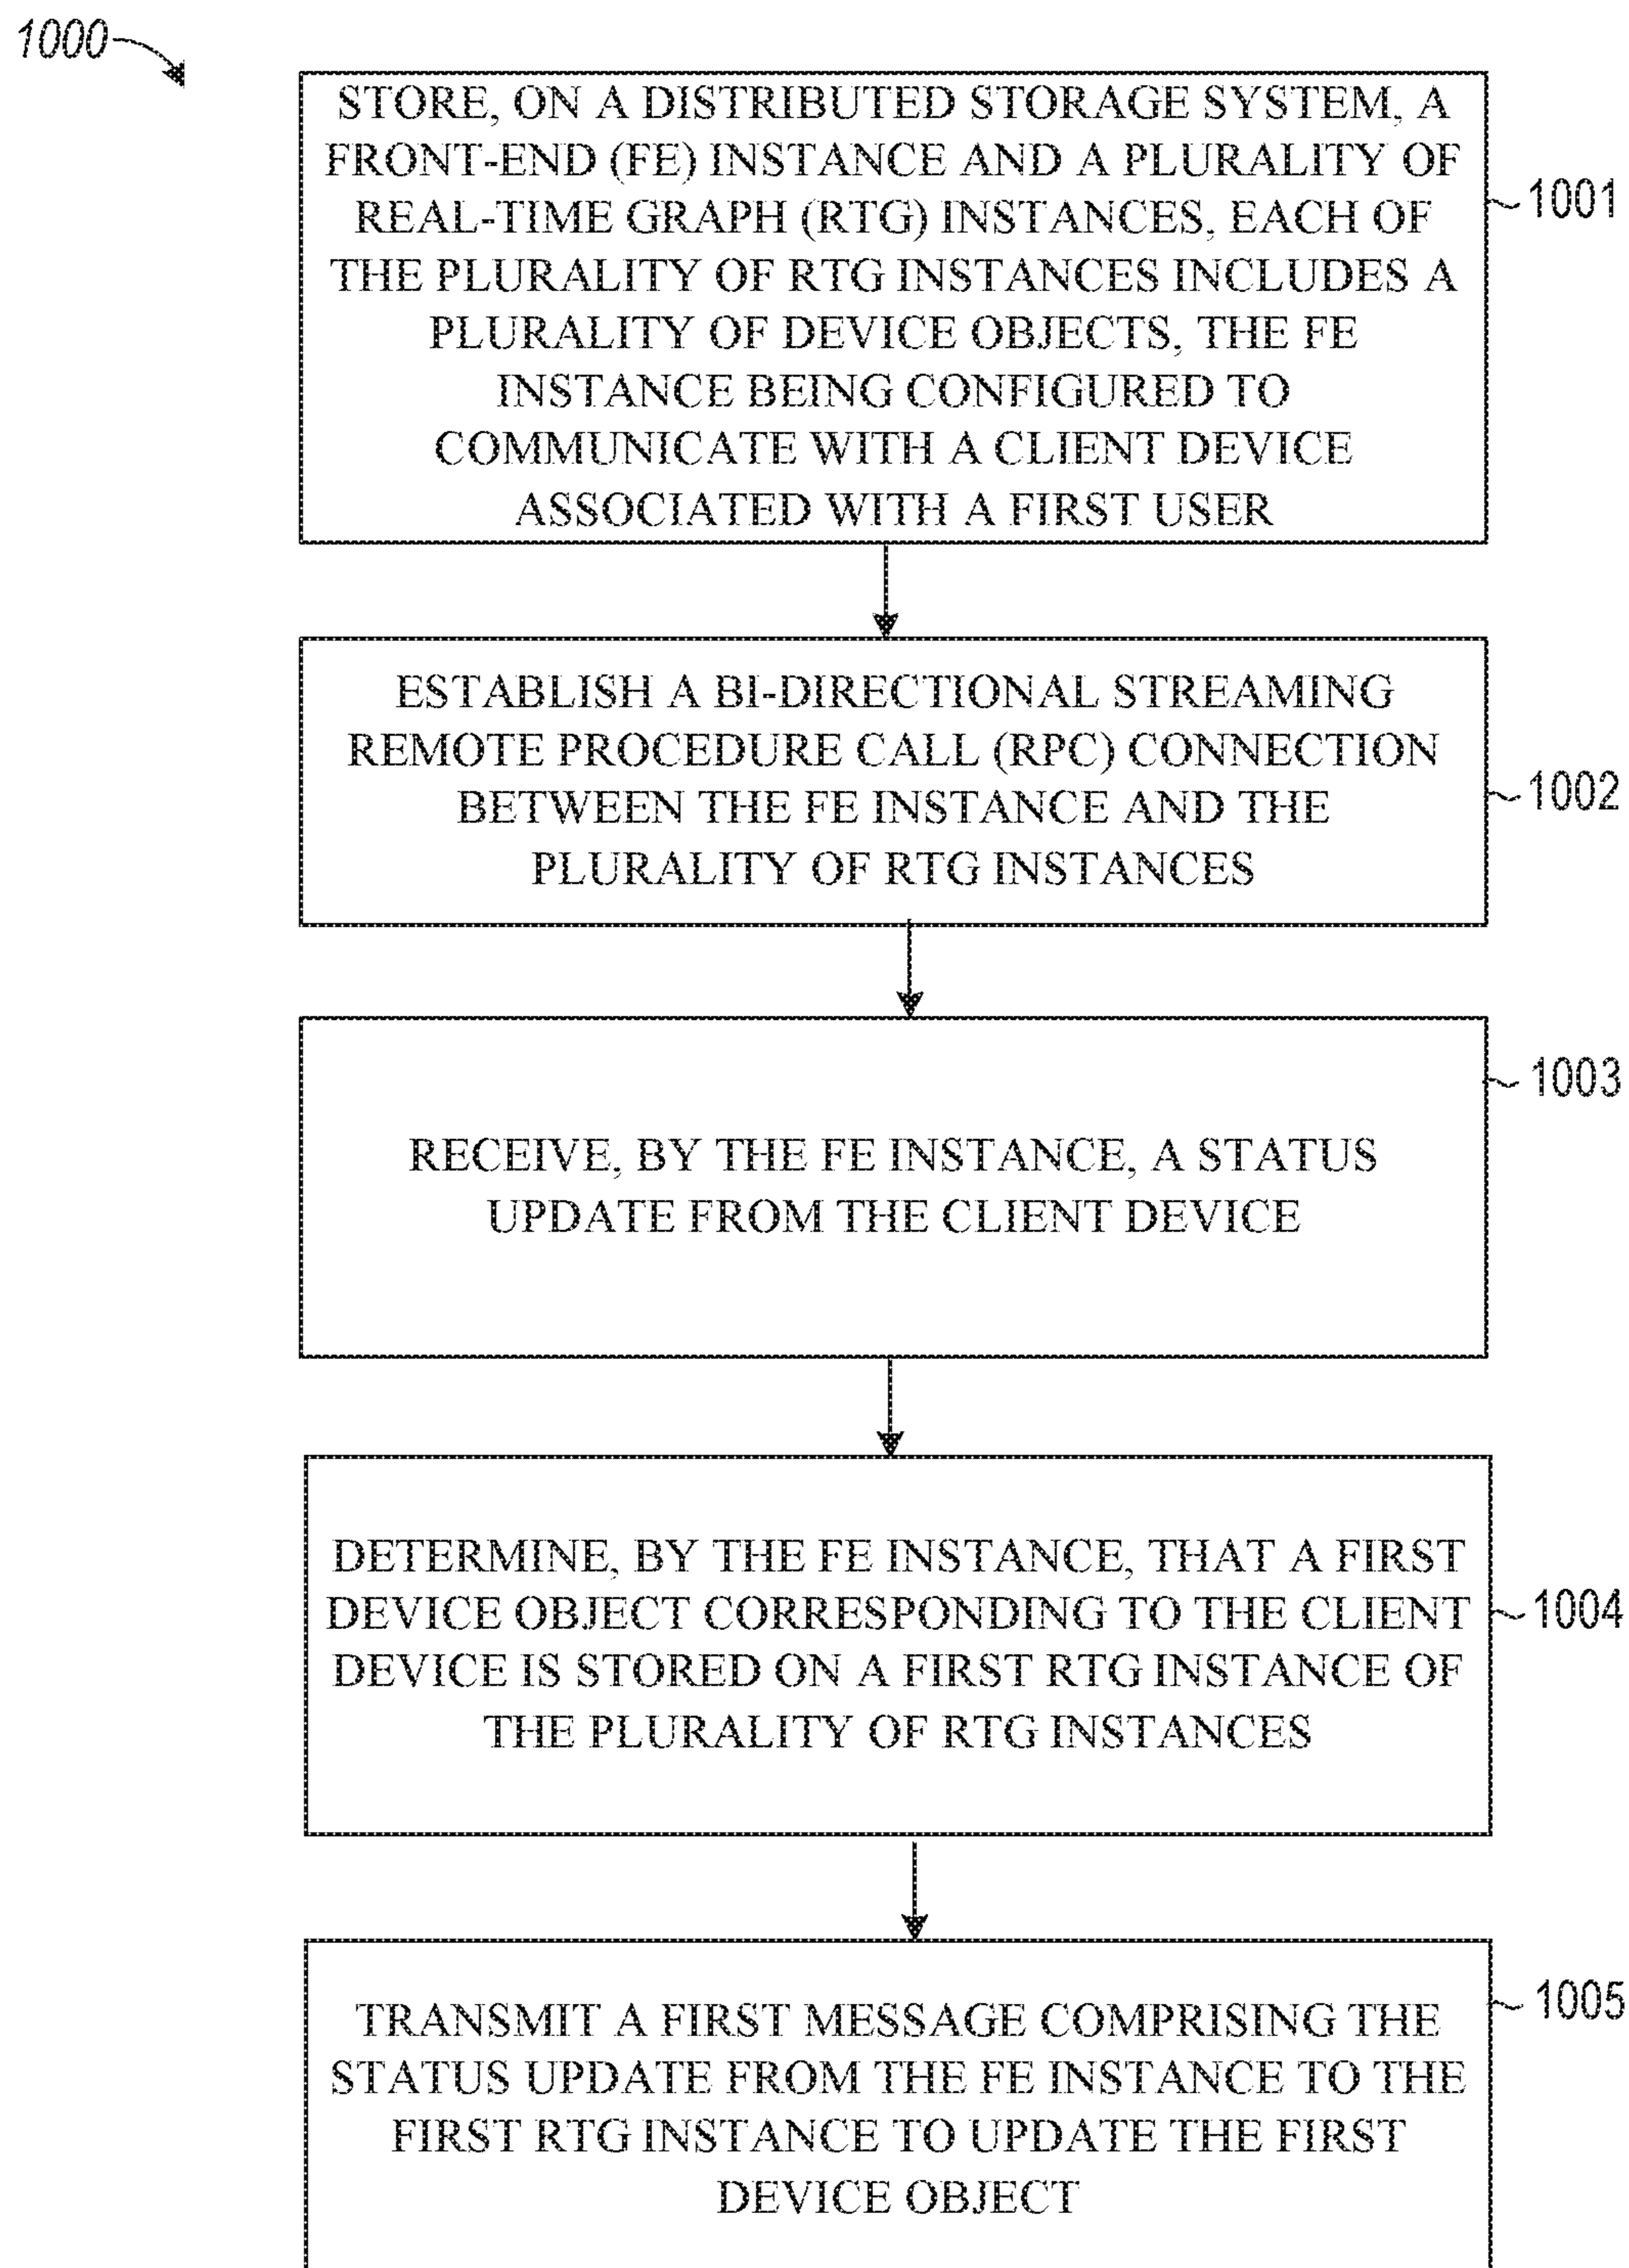 1000
STORE, ON A DISTRIBUTED STORAGE SYSTEM, A
FRONT-END (FE) INSTANCE AND A PLURALITY OF
REAL-TIME GRAPH (RTG) INSTANCES, EACH OF
THE PLURALITY OF RTG INSTANCES INCLUDES A
PLURALITY OF DEVICE OBJECTS, THE FE
INSTANCE BEING CONFIGURED TO
COMMUNICATE WITH A CLIENT DEVICE
ASSOCIATED WITH A FIRST USER
1001
ESTABLISH A BI-DIRECTIONAL STREAMING
REMOTE PROCEDURE CALL (RPC) CONNECTION
BETWEEN THE FE INSTANCE AND THE
PLURALITY OF RTG INSTANCES
1002
RECEIVE, BY THE FE INSTANCE, A STATUS
UPDATE FROM THE CLIENT DEVICE
1003
DETERMINE, BY THE FE INSTANCE, THAT A FIRST
DEVICE OBJECT CORRESPONDING TO THE CLIENT
DEVICE IS STORED ON A FIRST RTG INSTANCE OF
THE PLURALITY OF RTG INSTANCES
1004
TRANSMIT A FIRST MESSAGE COMPRISING THE
STATUS UPDATE FROM THE FE INSTANCE TO THE
FIRST RTG INSTANCE TO UPDATE THE FIRST
DEVICE OBJECT
1005